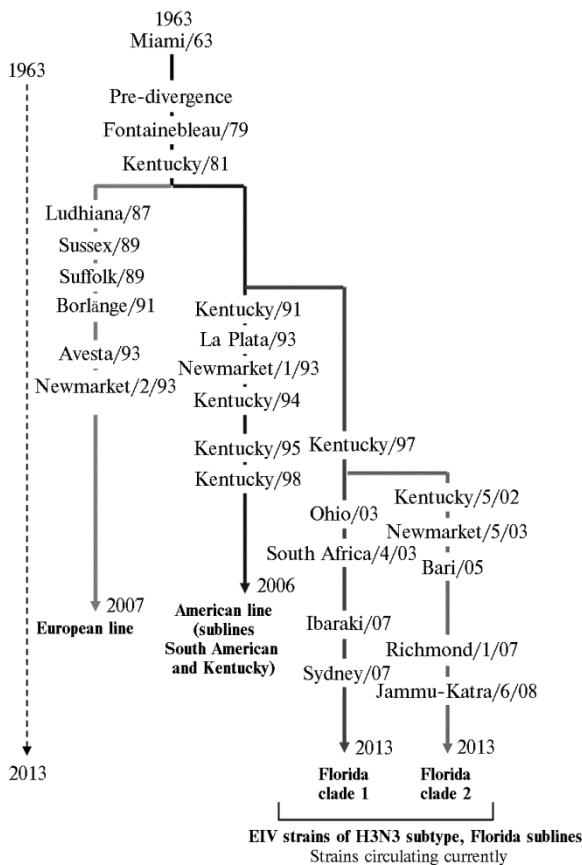 1963
Miami/63
1963
Pre-divergence
Fontainebleau/79
Kentucky/81
Ludhiana/87
Sussex/89
Suffolk/89
Borlänge/91
Avesta/93
Newmarket/2/93
2007
European line
Kentucky/91
La Plata/93
Newmarket/1/93
Kentucky/94
Kentucky/95
Kentucky/98
2006
American line
(sublines
South American
and Kentucky)
Kentucky/97
Ohio/03
South Africa/4/03
Ibaraki/07
Sydney/07
2013
Florida
clade 1
Kentucky/5/02
Newmarket/5/03
Bari/05
Richmond/1/07
Jammu-Katra/6/08
2013
Florida
clade 2
2013
EIV strains of H3N3 subtype, Florida sublines
Strains circulating currently